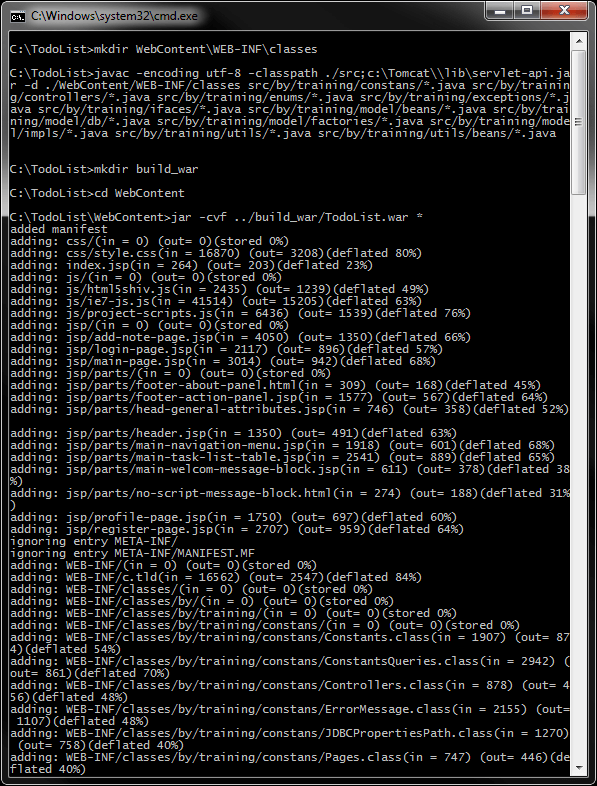 C:\Windows\system32\cmd.exe
C:\TodoList>mkdir WebContent\WEB-INF\classes
C:\TodoList>javac -encoding utf-8 -classpath ./src;c:\Tomcat\\lib\servlet-api.ja
r -d ./WebContent/WEB-INF/classes src/by/training/constans/*.java src/by/trainin
g/controllers/*.java src/by/training/enums/*.java src/by/training/exceptions/*.j
ava src/by/training/ifaces/*.java src/by/training/model/beans/*.java src/by/trai
ning/model/db/*.java src/by/training/model/factories/*.java src/by/training/mode
l/impls/*.java src/by/training/utils/*.java src/by/training/utils/beans/*.java
C:\TodoList>mkdir build_war
C:\TodoList>cd WebContent
C:\TodoList\WebContent>jar -cvf ../build_war/TodoList.war *
added manifest
adding: css/(in = 0) (out= 0)(stored 0%)
adding: css/style.css(in = 16870) (out= 3208)(deflated 80%)
adding: index.jsp(in = 264) (out= 203)(deflated 23%)
adding: js/(in = 0) (out= 0)(stored 0%)
adding: js/html5shiv.js(in = 2435) (out= 1239)(deflated 49%)
adding: js/ie7-js.js(in = 41514) (out= 15205)(deflated 63%)
adding: js/project-scripts.js(in = 6436) (out= 1539)(deflated 76%)
adding: jsp/(in = 0) (out= 0)(stored 0%)
adding: jsp/add-note-page.jsp(in = 4050) (out= 1350)(deflated 66%)
adding: jsp/login-page.jsp(in = 2117) (out= 896)(deflated 57%)
adding: jsp/main-page.jsp(in = 3014) (out= 942)(deflated 68%)
adding: jsp/parts/(in = 0) (out= 0)(stored 0%)
adding: jsp/parts/footer-about-panel.html(in = 309) (out= 168)(deflated 45%)
adding: jsp/parts/footer-action-panel.jsp(in = 1577) (out= 567)(deflated 64%)
adding: jsp/parts/head-general-attributes.jsp(in = 746) (out= 358)(deflated 52%)
adding: jsp/parts/header.jsp(in = 1350) (out= 491)(deflated 63%)
adding: jsp/parts/main-navigation-menu.jsp(in = 1918) (out= 601)(deflated 68%)
adding: jsp/parts/main-task-list-table.jsp(in = 2541) (out= 889)(deflated 65%)
adding: jsp/parts/main-welcom-message-block.jsp(in = 611) (out= 378)(deflated 38
%)
adding: jsp/parts/no-script-message-block.html(in = 274) (out= 188)(deflated 31%
)
adding: jsp/profile-page.jsp(in = 1750) (out= 697)(deflated 60%)
adding: jsp/register-page.jsp(in = 2707) (out= 959)(deflated 64%)
ignoring entry META-INF/
ignoring entry META-INF/MANIFEST.MF
adding: WEB-INF/(in = 0) (out= 0)(stored 0%)
adding: WEB-INF/c.tld(in = 16562) (out= 2547)(deflated 84%)
adding: WEB-INF/classes/(in = 0) (out= 0)(stored 0%)
adding: WEB-INF/classes/by/(in = 0) (out= 0)(stored 0%)
adding: WEB-INF/classes/by/training/(in = 0) (out= 0)(stored 0%)
adding: WEB-INF/classes/by/training/constans/(in = 0) (out= 0)(stored 0%)
adding: WEB-INF/classes/by/training/constans/Constants.class(in = 1907) (out= 87
4)(deflated 54%)
adding: WEB-INF/classes/by/training/constans/ConstantsQueries.class(in = 2942) (
out= 861)(deflated 70%)
adding: WEB-INF/classes/by/training/constans/Controllers.class(in = 878) (out= 4
56)(deflated 48%)
adding: WEB-INF/classes/by/training/constans/ErrorMessage.class(in = 2155) (out=
 1107)(deflated 48%)
adding: WEB-INF/classes/by/training/constans/JDBCPropertiesPath.class(in = 1270)
 (out= 758)(deflated 40%)
adding: WEB-INF/classes/by/training/constans/Pages.class(in = 747) (out= 446)(de
flated 40%)